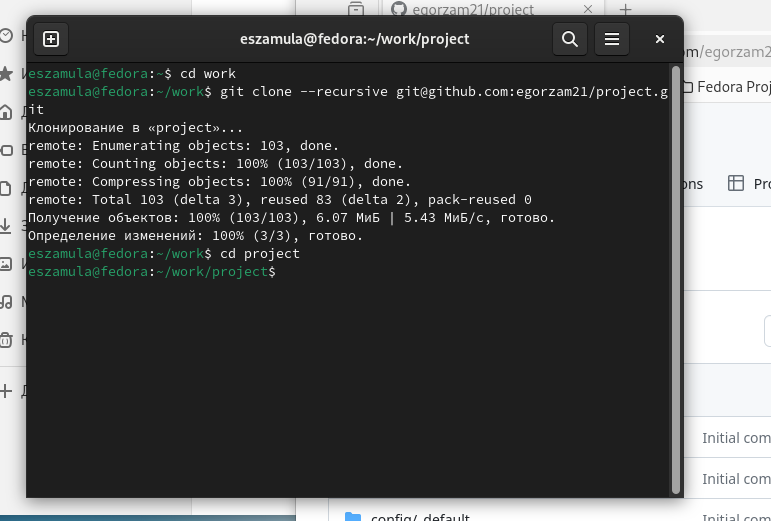 egorzam21/project
eszamula@fedora:~/work/project
om/egorzam2
Fedora Proj
eszamula@fedora:~$ cd work
eszamula@fedora:~/work$ git clone --recursive git@github.com:egorzam21/project.g
it
Клонирование в «project»...
remote: Enumerating objects: 103, done.
remote: Counting objects: 100% (103/103), done.
remote: Compressing objects: 100% (91/91), done.
remote: Total 103 (delta 3), reused 83 (delta 2), pack-reused 0
Получение объектов: 100% (103/103), 6.07 МиБ | 5.43 МиБ/с, готово.
Определение изменений: 100% (3/3), готово.
eszamula@fedora:~/work$ cd project
eszamula@fedora:~/work/project$
ons
Pro
Initial com
Initial com
config/_default
Initial com